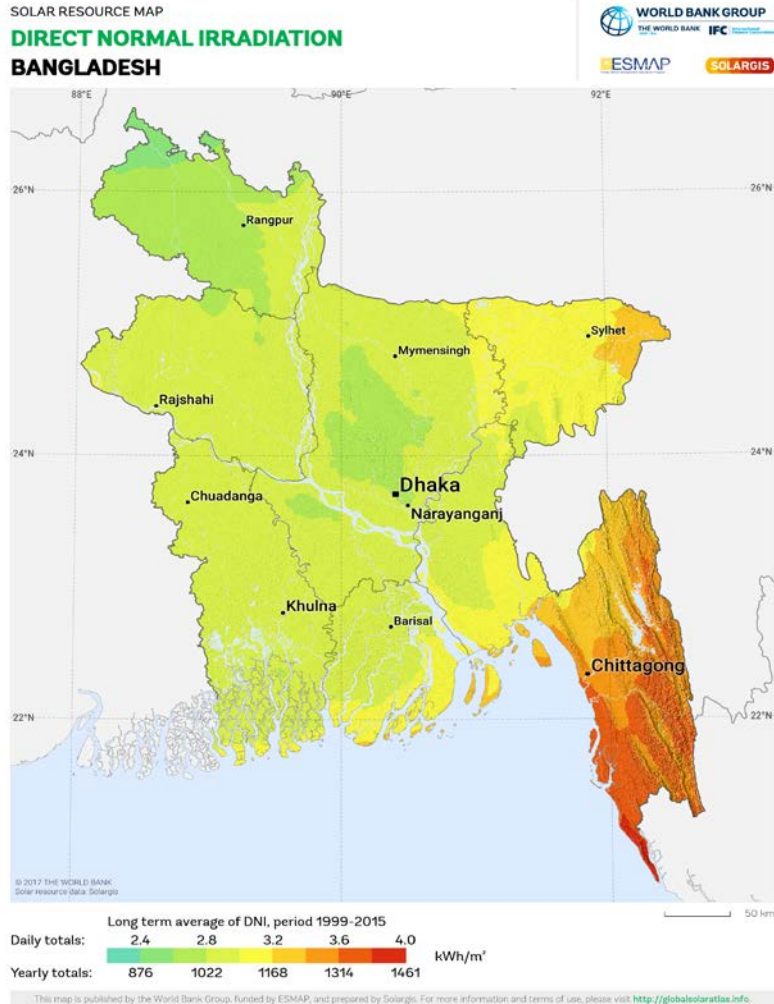 SOLAR RESOURCE MAP
DIRECT NORMAL IRRADIATION
BANGLADESH
WORLD BANK GROUP
THE WORLD BANK IFC
ESMAP SOLARGIS
88°E 90°E 92°E
26°N 26°N
Rangpur
Sylhet
Mymensingh
Rajshahi
24°N 24°N
Dhaka
Chuadanga
Narayanganj
Khulna
Barisal
Chittagong
22°N 22°N
© 2017 THE WORLD BANK
Solar resource data: Solargis
50 km
Long term average of DNI, period 1999-2015
Daily totals: 2.4 2.8 3.2 3.6 4.0
kWh/m²
Yearly totals: 876 1022 1168 1314 1461
This map is published by the World Bank Group, funded by ESMAP, and prepared by Solargis. For more information and terms of use, please visit http://globalsolaratlas.info.